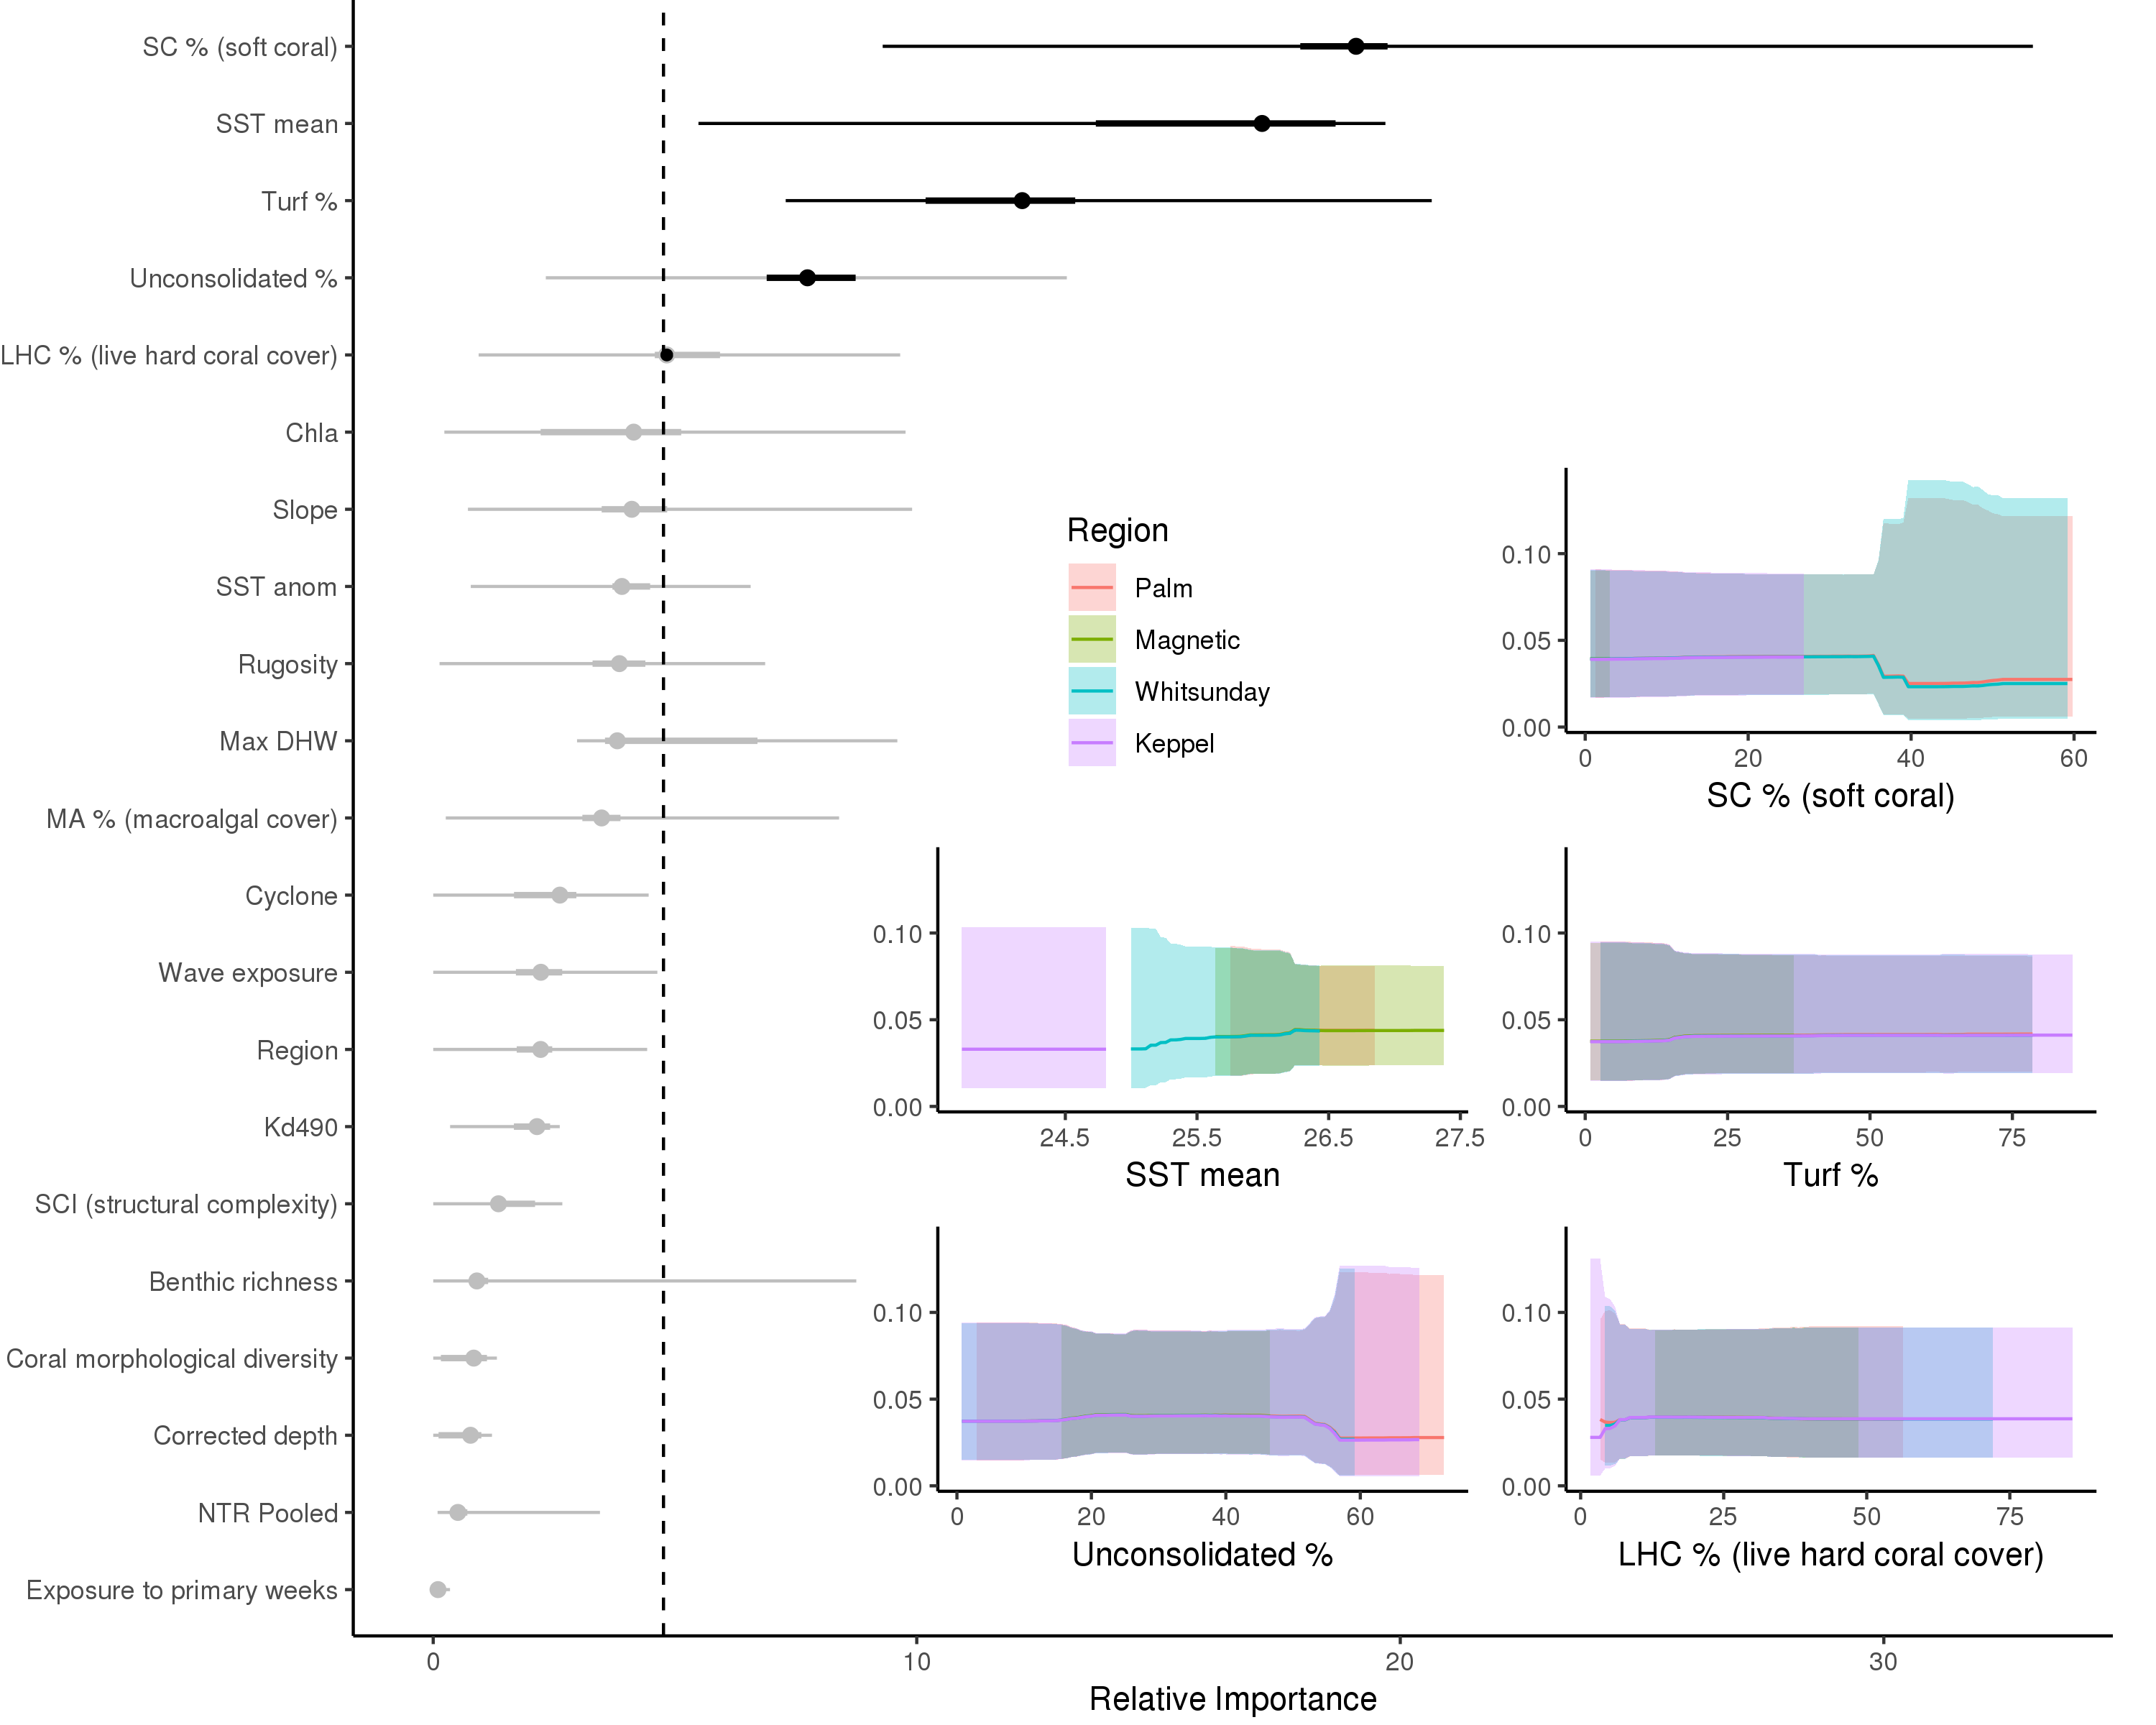 SC % (soft coral)
SST mean
Turf %
Unconsolidated %
LHC % (live hard coral cover)
Chla
Slope
SST anom
Rugosity
Max DHW
MA % (macroalgal cover)
Cyclone
Wave exposure
Region
Kd490
SCI (structural complexity)
Benthic richness
Coral morphological diversity
Corrected depth
NTR Pooled
Exposure to primary weeks
0 10 20 30
Relative Importance
Region
Palm
Magnetic
Whitsunday
Keppel
0.10
0.05
0.00
0 20 40 60
SC % (soft coral)
0.10
0.05
0.00
24.5 25.5 26.5 27.5
SST mean
0.10
0.05
0.00
0 25 50 75
Turf %
0.10
0.05
0.00
0 20 40 60
Unconsolidated %
0.10
0.05
0.00
0 25 50 75
LHC % (live hard coral cover)